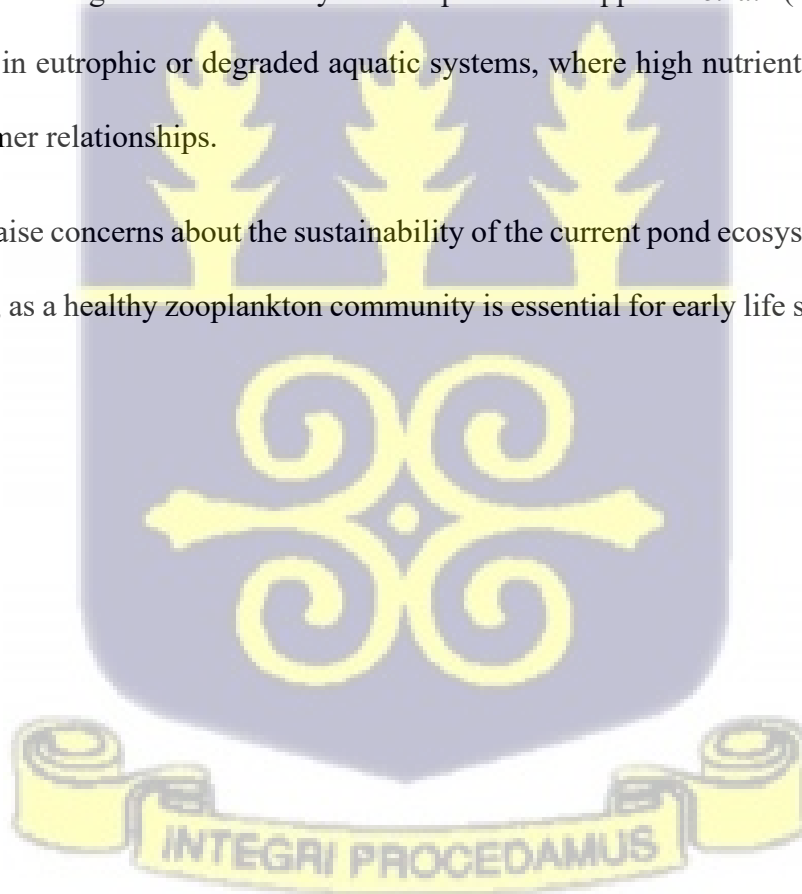 in eutrophic or degraded aquatic systems, where high nutrient
ner relationships.
aise concerns about the sustainability of the current pond ecosys
as a healthy zooplankton community is essential for early life s
INTEGRI PROCEDAMUS